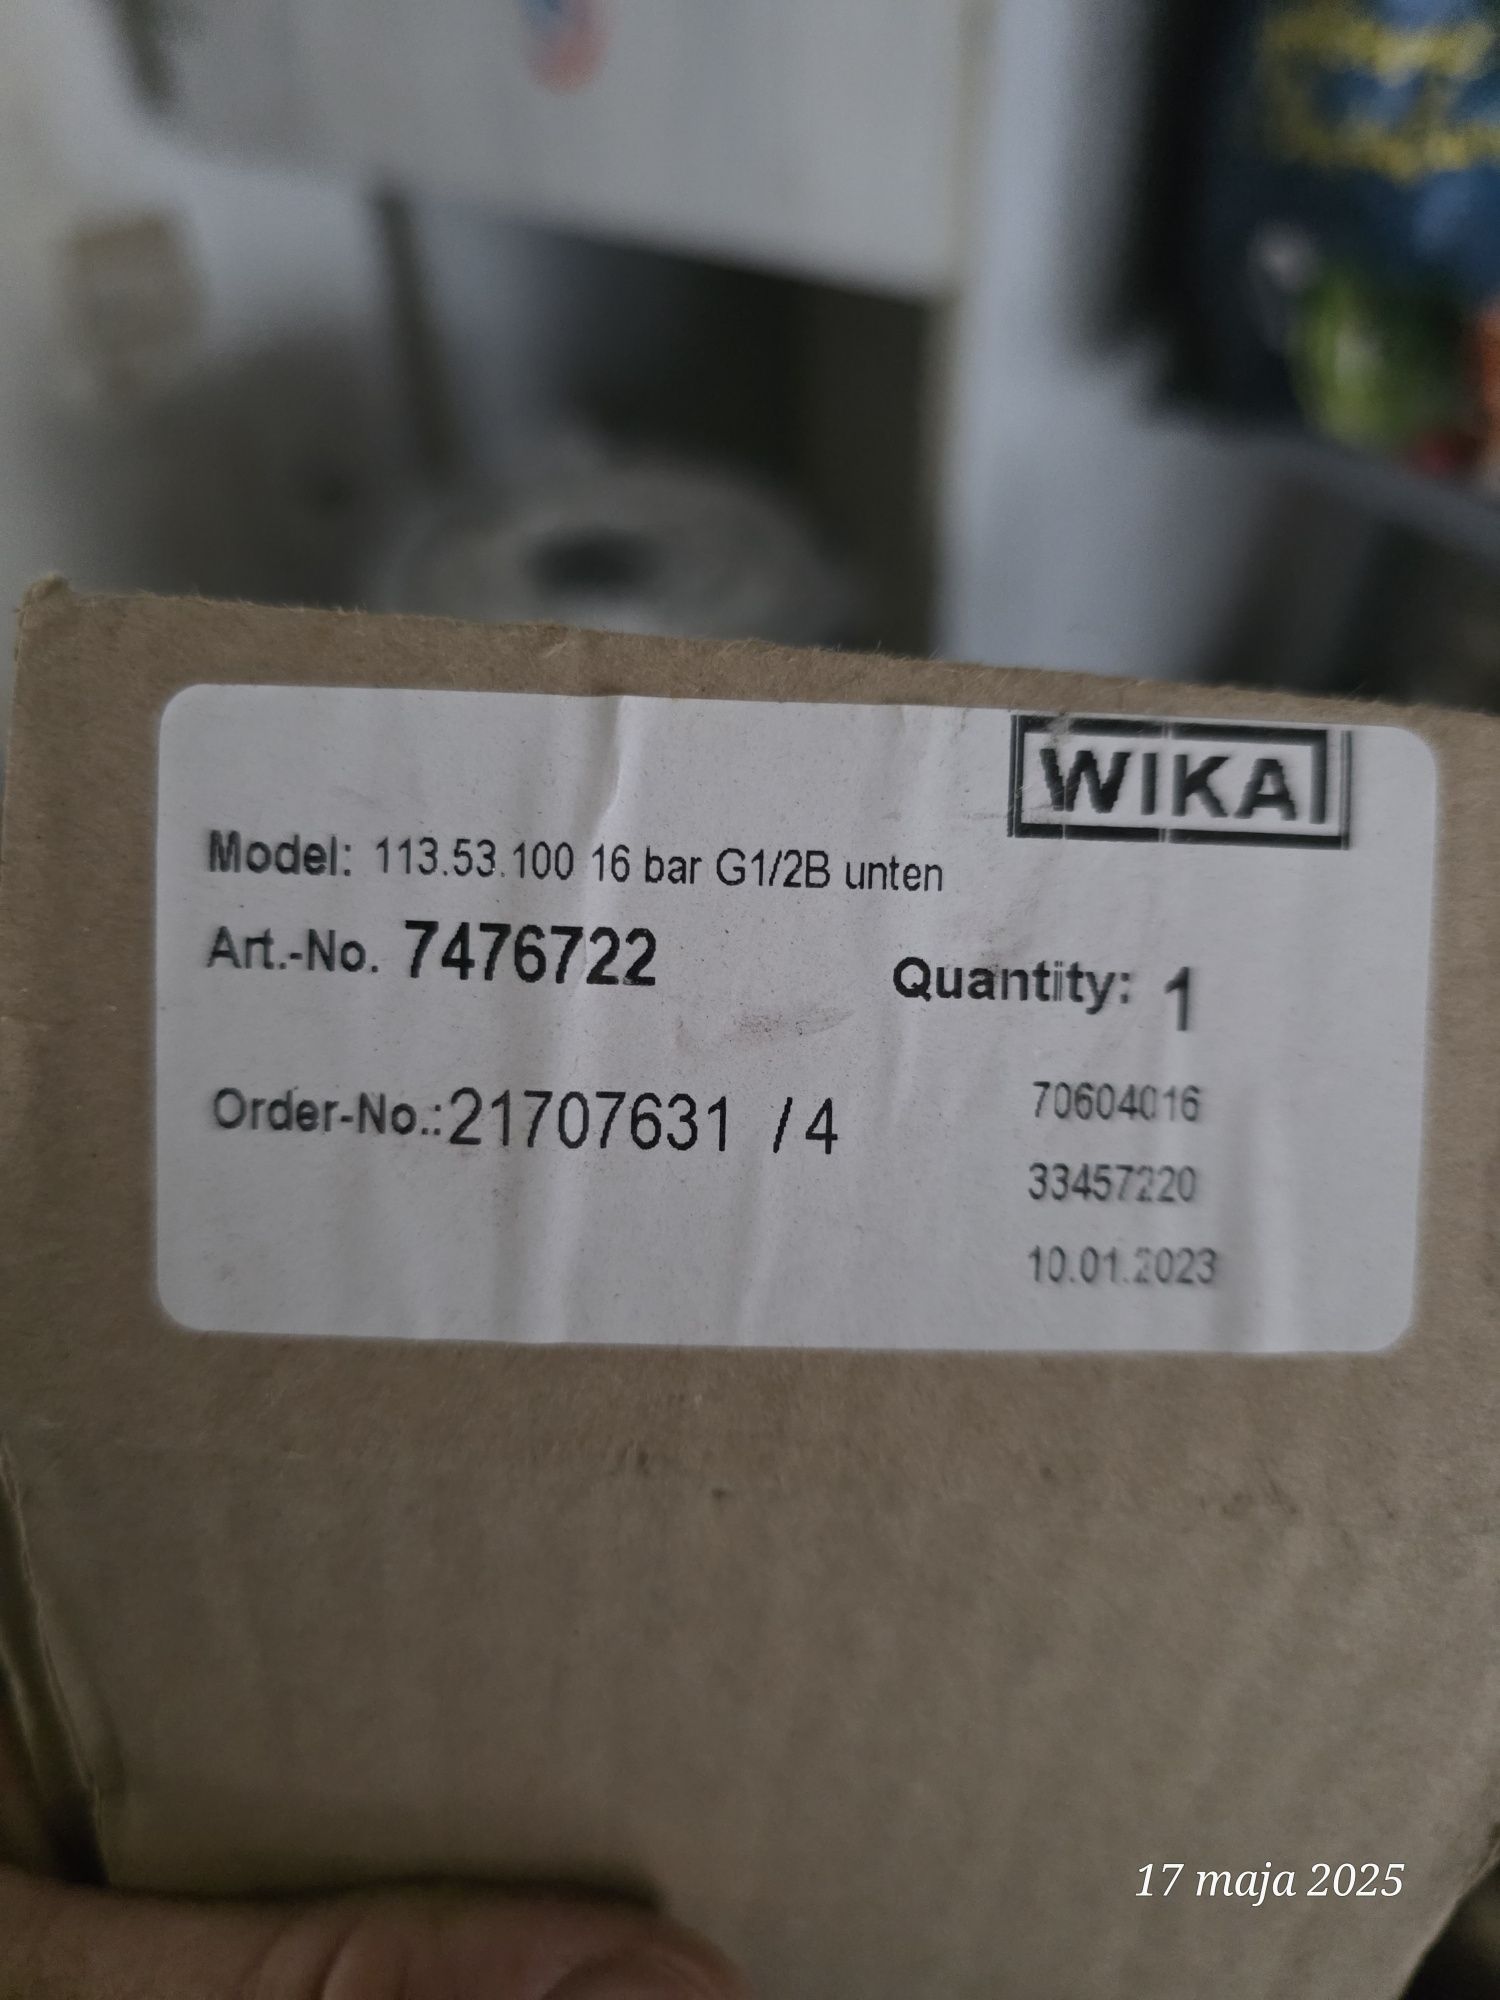 WIKA
Model: 113.53.100 16 bar G1/2B unten
Art.-No. 7476722
Quantity: 1
Order-No.:21707631 /4
70604016
33457220
10.01.2023
17 maja 2025